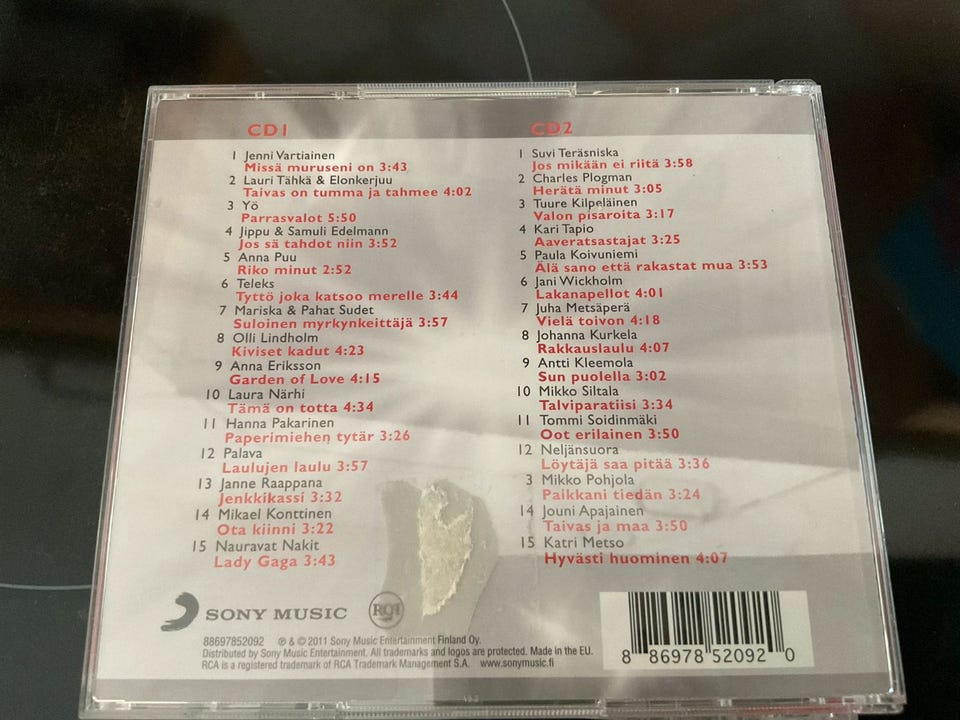 CD1
1 Jenni Vartiainen
Missä muruseni on 3:43
2 Lauri Tähkä & Elonkerjuu
Taivas on tumma ja tahmee 4:02
3 Yö
Parrasvalot 5:50
4 Jippu & Samuli Edelmann
Jos sä tahdot niin 3:52
5 Anna Puu
Riko minut 2:52
6 Teleks
Tyttö joka katsoo merelle 3:44
7 Mariska & Pahat Sudet
Suloinen myrkynkeittäjä 3:57
8 Olli Lindholm
Kiviset kadut 4:23
9 Anna Eriksson
Garden of Love 4:15
10 Laura Närhi
Tämä on totta 4:34
11 Hanna Pakarinen
Paperimiehen tytär 3:26
12 Palava
Laulujen laulu 3:57
13 Janne Raappana
Jenkkikassi 3:32
14 Mikael Konttinen
Ota kiinni 3:22
15 Nauravat Nakit
Lady Gaga 3:43
CD2
1 Suvi Teräsniska
Jos mikään ei riitä 3:58
2 Charles Plogman
Herätä minut 3:05
3 Tuure Kilpeläinen
Valon pisaroita 3:17
4 Kari Tapio
Aaveratsastajat 3:25
5 Paula Koivuniemi
Älä sano että rakastat mua 3:53
6 Jani Wickholm
Lakanapellot 4:01
7 Juha Metsäperä
Vielä toivon 4:18
8 Johanna Kurkela
Rakkauslaulu 4:07
9 Antti Kleemola
Sun puolella 3:02
10 Mikko Siltala
Talviparatiisi 3:34
11 Tommi Soidinmäki
Oot erilainen 3:50
12 Neljänsuora
Löytäjä saa pitää 3:36
3 Mikko Pohjola
Paikkani tiedän 3:24
14 Jouni Apajainen
Taivas ja maa 3:50
15 Katri Metso
Hyvästi huominen 4:07
SONY MUSIC RCA
88697852092 ℗ & © 2011 Sony Music Entertainment Finland Oy.
Distributed by Sony Music Entertainment. All trademarks and logos are protected. Made in the EU.
RCA is a registered trademark of RCA Trademark Management S.A. www.sonymusic.fi
8 86978 52092 0